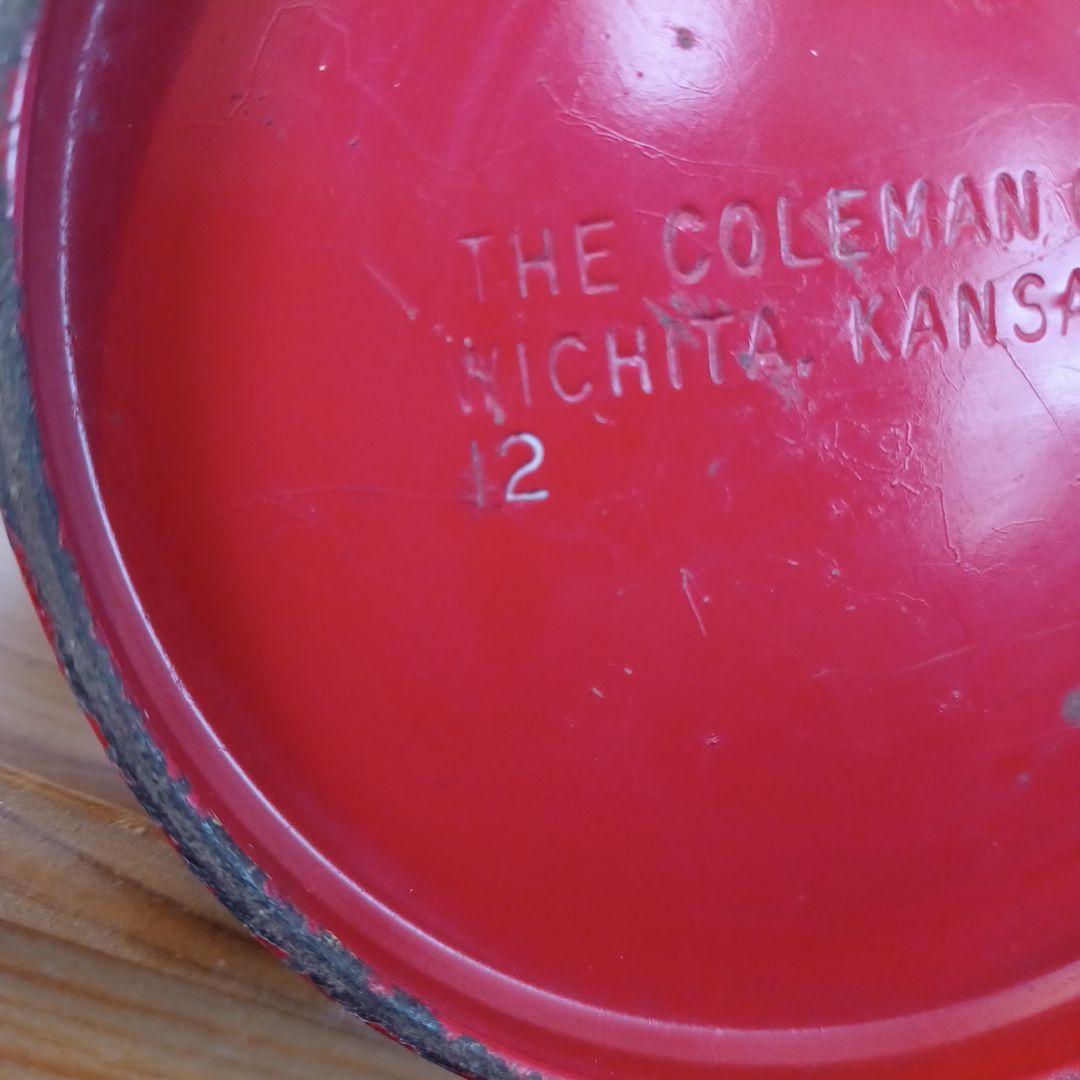 THE COLEMAN
WICHITA, KANSA
12